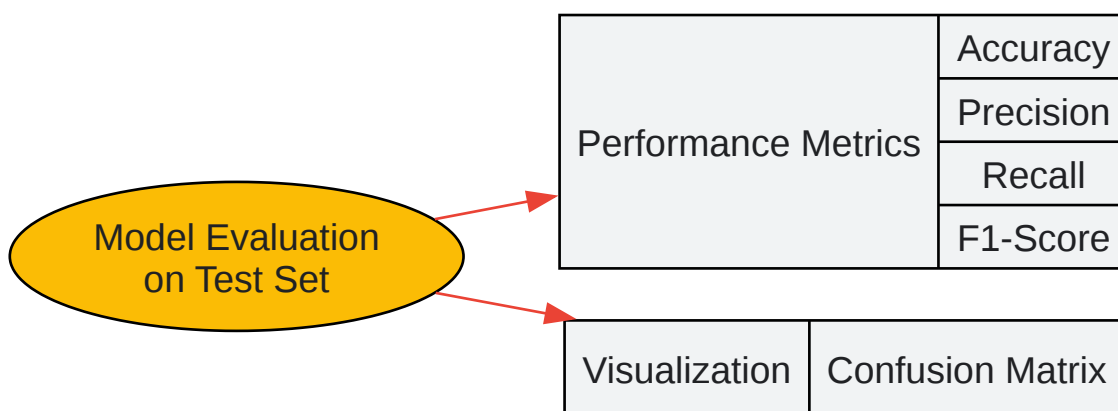 Model Evaluation
on Test Set
Performance Metrics
Accuracy
Precision
Recall
F1-Score
Visualization
Confusion Matrix